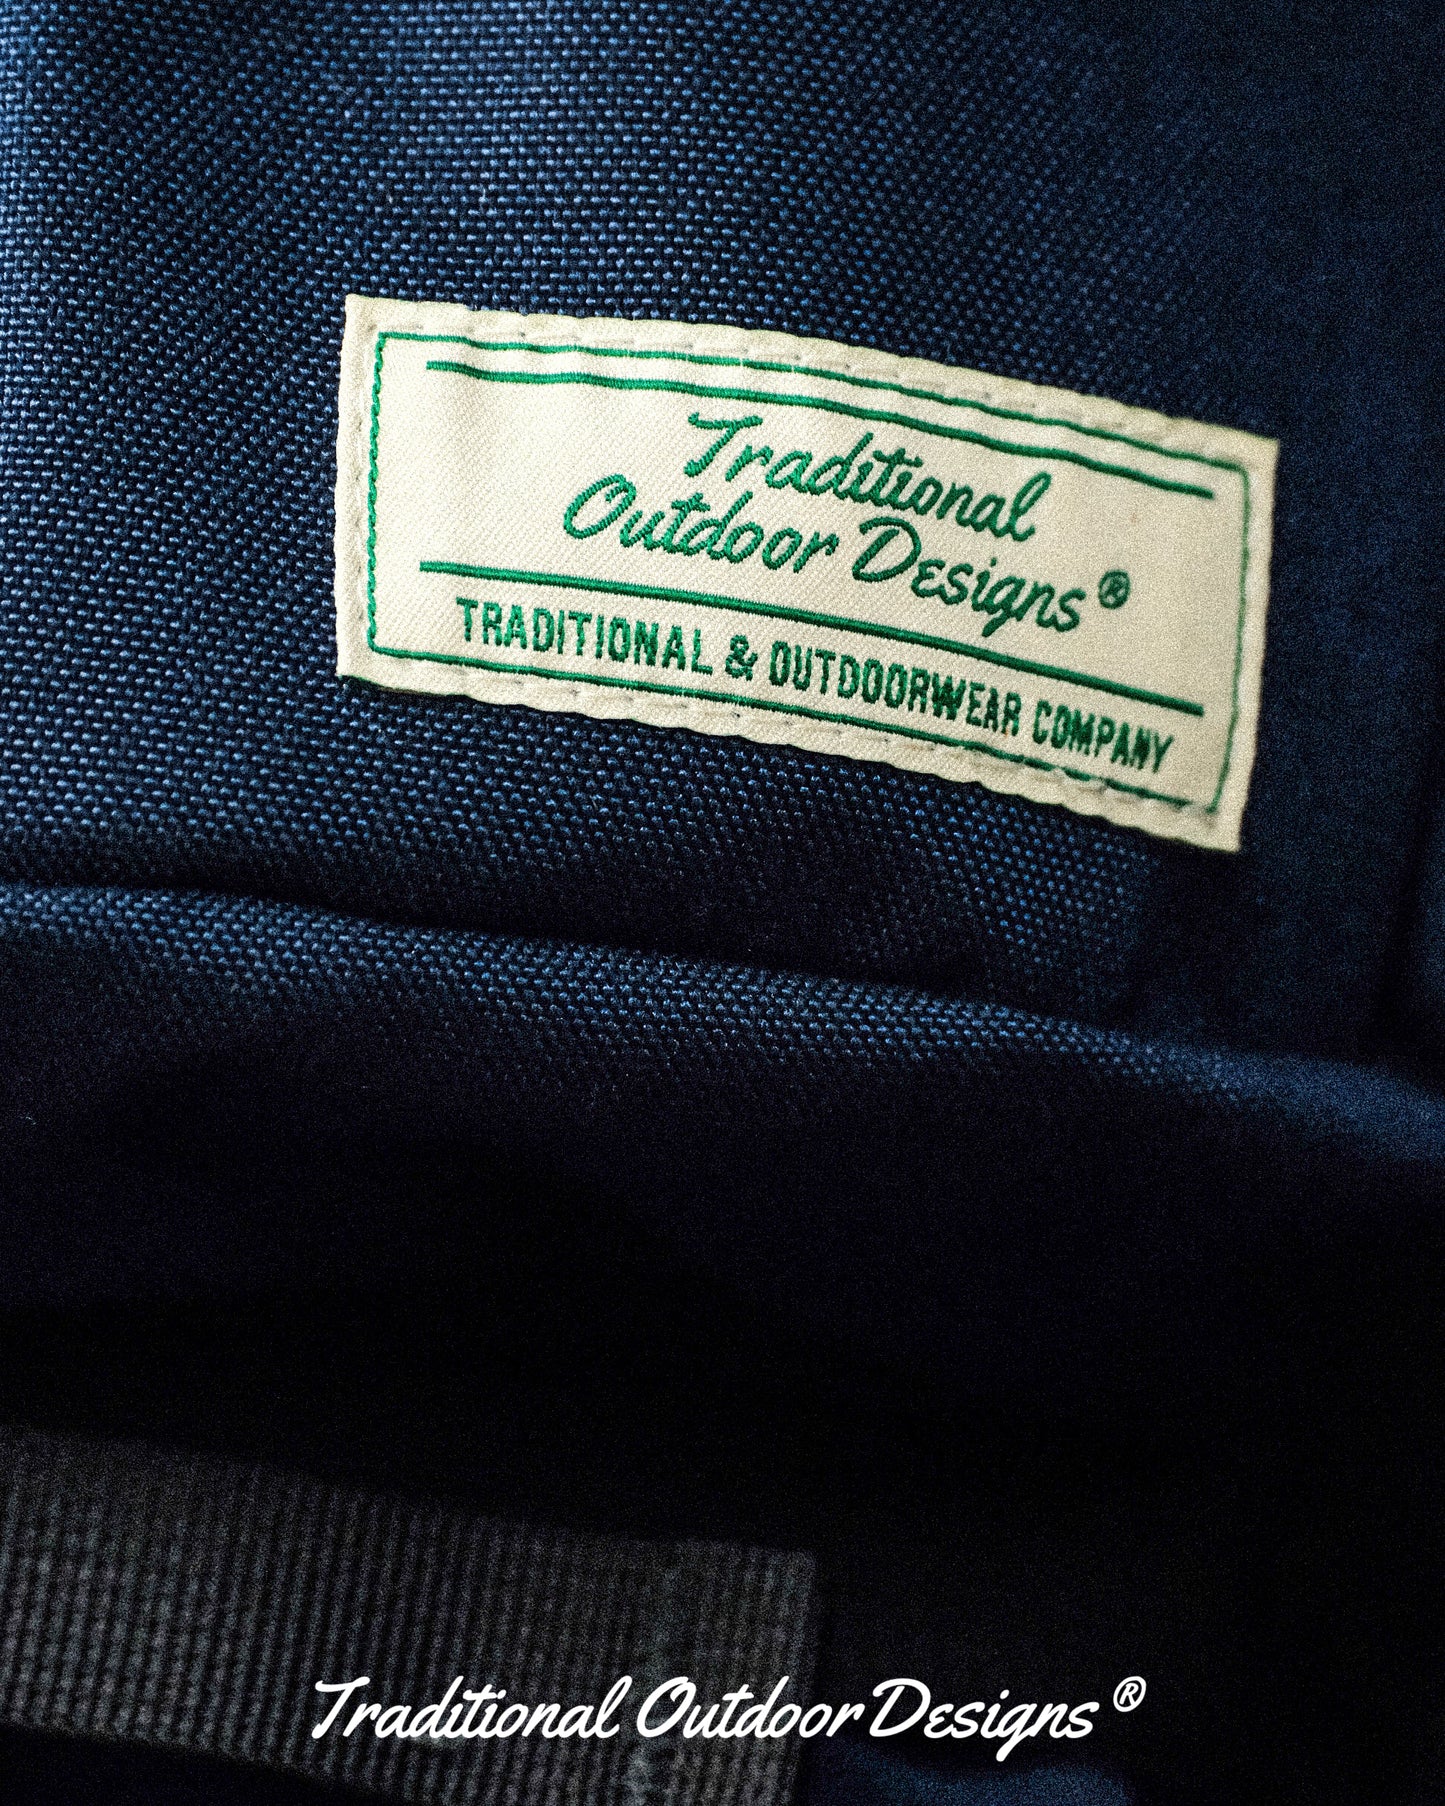 Traditional
Outdoor Designs®
TRADITIONAL & OUTDOORWEAR COMPANY
Traditional Outdoor Designs®